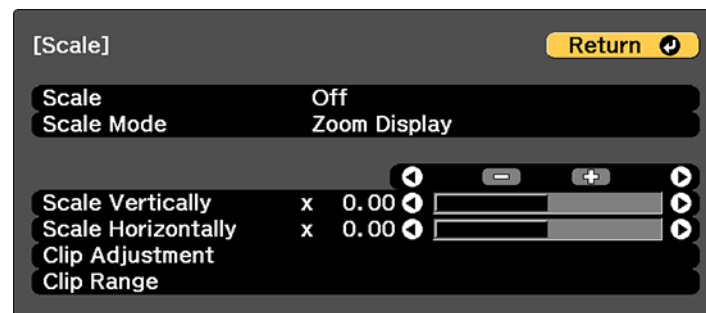 [Scale]
Return
Scale Off
Scale Mode Zoom Display
Scale Vertically x 0.00
Scale Horizontally x 0.00
Clip Adjustment
Clip Range